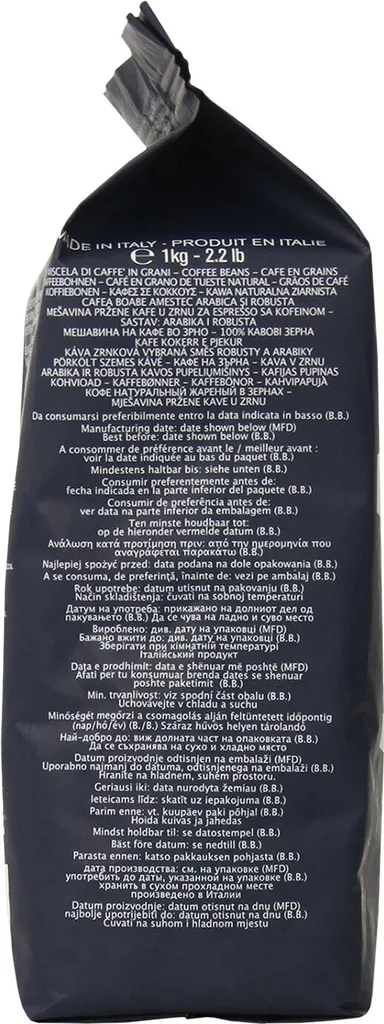 MADE IN ITALY - PRODUIT EN ITALIE
℮ 1kg - 2.2 lb
MISCELA DI CAFFE' IN GRANI - COFFEE BEANS - CAFE EN GRAINS
KAFFEEBOHNEN - CAFÉ EN GRANO DE TUESTE NATURAL - GRÃOS DE CAFÉ
KOFFIEBONEN - ΚΑΦΕΣ ΣΕ ΚΟΚΚΟΥΣ - KAWA NATURALNA ZIARNISTA
CAFEA BOABE AMESTEC ARABICA ȘI ROBUSTA
MEŠAVINA PRŽENE KAFE U ZRNU ZA ESPRESSO SA KOFEINOM -
SASTAV: ARABIKA I ROBUSTA
МЕШАВИНА НА КАФЕ ВО ЗРНО - 100% КАВОВІ ЗЕРНА
KAFE KOKERR E PJEKUR
KÁVA ZRNKOVÁ VYBRANÁ SMĚS ROBUSTY A ARABIKY
PÖRKÖLT SZEMES KÁVÉ - КАФЕ НА ЗЪРНА - KAVA V ZRNU
ARABIKA IR ROBUSTA KAVOS PUPELIŲMIŠINYS - KAFIJAS PUPIŅAS
KOHVIOAD - KAFFEBØNNER - KAFFEBÖNOR - KAHVIPAPUJA
КОФЕ НАТУРАЛЬНЫЙ ЖАРЕНЫЙ В ЗЕРНАХ -
MJEŠAVINA PRŽENE KAVE U ZRNU
Da consumarsi preferibilmente entro la data indicata in basso (B.B.)
Manufacturing date: date shown below (MFD)
Best before: date shown below (B.B.)
A consommer de préférence avant le / meilleur avant :
voir la date indiquée au bas du paquet (B.B.)
Mindestens haltbar bis: siehe unten (B.B.)
Consumir preferentemente antes de:
fecha indicada en la parte inferior del paquete (B.B.)
Consumir de preferência antes de:
ver data na parte inferior da embalagem (B.B.)
Ten minste houdbaar tot:
op de hieronder vermelde datum (B.B.)
Ανάλωση κατά προτίμηση πριν: από την ημερομηνία που
αναγράφεται παρακάτω (B.B.)
Najlepiej spożyć przed: data podana na dole opakowania (B.B.)
A se consuma, de preferință, înainte de: vezi pe ambalaj (B.B.)
Rok upotrebe: datum utisnut na pakovanju (B.B.)
Način skladištenja: čuvati na sobnoj temperaturi
Датум на употреба: прикажано на долниот дел од
пакувањето (B.B.) Да се чува на ладно и суво место
Вироблено: див. дату на упаковці (MFD)
Бажано вжити до: див. дату на упаковці (B.B.)
Зберігати при кімнатній температурі
Італійський продукт
Data e prodhimit: data e shënuar më poshtë (MFD)
Afati per tu konsumuar brenda dates se shenuar
poshte paketimit (B.B.)
Min. trvanlivost: viz spodní část obalu (B.B.)
Uchovávejte v chladu a suchu
Minőségét megőrzi a csomagolás alján feltüntetett időpontig
(nap/hó/év) (B./B.) Száraz hűvös helyen tárolandó
Най-добро до: виж долната част на опаковката (B.B.)
Да се съхранява на сухо и хладно място
Datum proizvodnje odtisnjen na embalaži (MFD)
Uporabno najmanj do datuma, odtisnjenega na embalaži (B.B.)
Hranite na hladnem, suhem prostoru.
Geriausi iki: data nurodyta žemiau (B.B.)
Ieteicams līdz: skatīt uz iepakojuma (B.B.)
Parim enne: vt. kuupäev paki põhjal (B.B.)
Hoida kuivas ja jahedas
Mindst holdbar til: se datostempel (B.B.)
Bäst före datum: se nedtill (B.B.)
Parasta ennen: katso pakkauksen pohjasta (B.B.)
дата производства: см. на упаковке (MFD)
употребить до даты, указанной на упаковке (B.B.)
хранить в сухом прохладном месте
произведено в Италии
Datum proizvodnje: datum otisnut na dnu (MFD)
najbolje upotrijebiti do: datum otisnut na dnu (B.B.)
Čuvati na suhom i hladnom mjestu